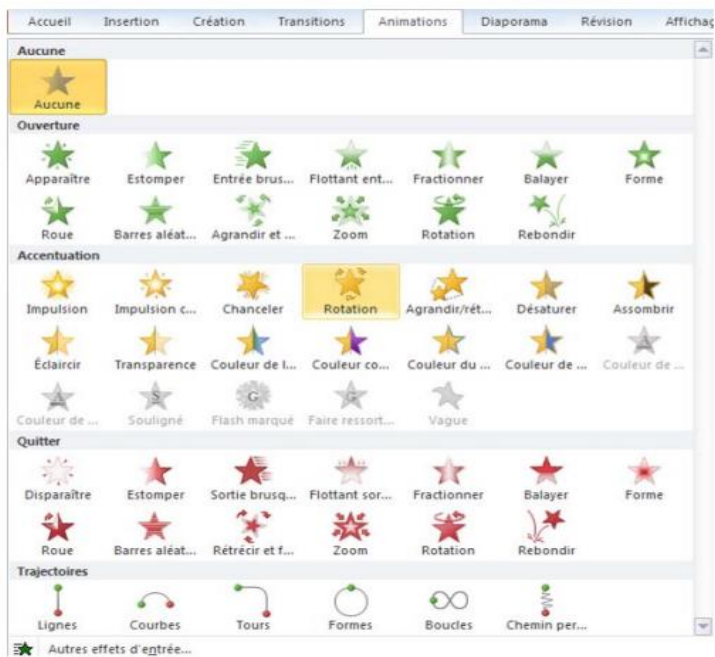 Accueil Insertion Création Transitions Animations Diaporama Révision Affichag
Aucune
Aucune
Ouverture
Apparaître Estomper Entrée brus... Flottant ent... Fractionner Balayer Forme
Roue Barres aléat... Agrandir et ... Zoom Rotation Rebondir
Accentuation
Impulsion Impulsion c... Chanceler Rotation Agrandir/rét... Désaturer Assombrir
Éclaircir Transparence Couleur de l... Couleur co... Couleur du ... Couleur de ... Couleur de ...
Couleur de ... Souligné Flash marqué Faire ressort... Vague
Quitter
Disparaître Estomper Sortie brusq... Flottant sor... Fractionner Balayer Forme
Roue Barres aléat... Rétrécir et f... Zoom Rotation Rebondir
Trajectoires
Lignes Courbes Tours Formes Boucles Chemin per...
Autres effets d'entrée...